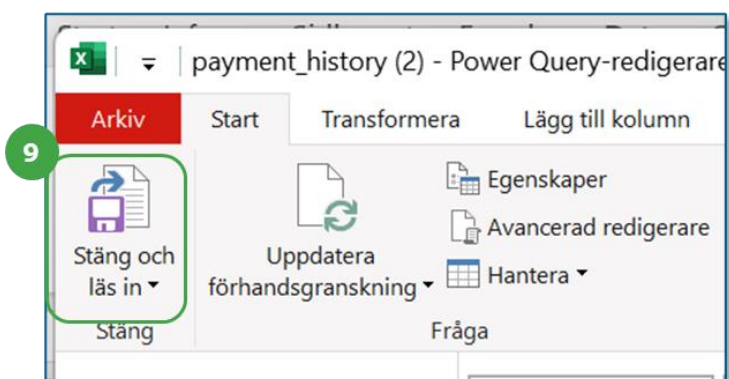 payment_history (2) - Power Query-redigerare
Arkiv Start Transformera Lägg till kolumn
9
Stäng och
läs in
Uppdatera
förhandsgranskning
Egenskaper
Avancerad redigerare
Hantera
Stäng
Fråga